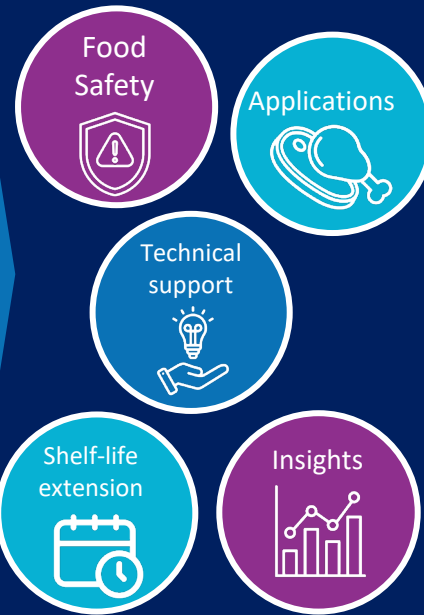 Food
Safety
Applications
Technical
support
Shelf-life
extension
Insights